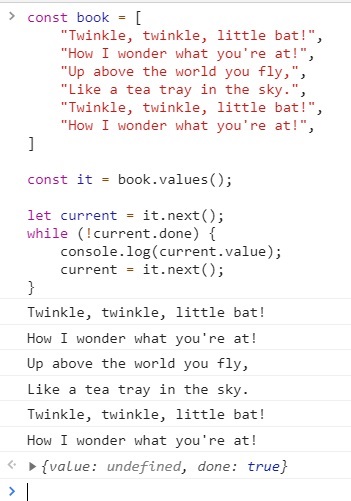 > const book = [
    "Twinkle, twinkle, little bat!",
    "How I wonder what you're at!",
    "Up above the world you fly,",
    "Like a tea tray in the sky.",
    "Twinkle, twinkle, little bat!",
    "How I wonder what you're at!",
]

const it = book.values();

let current = it.next();
while (!current.done) {
    console.log(current.value);
    current = it.next();
}
Twinkle, twinkle, little bat!
How I wonder what you're at!
Up above the world you fly,
Like a tea tray in the sky.
Twinkle, twinkle, little bat!
How I wonder what you're at!
{value: undefined, done: true}
>